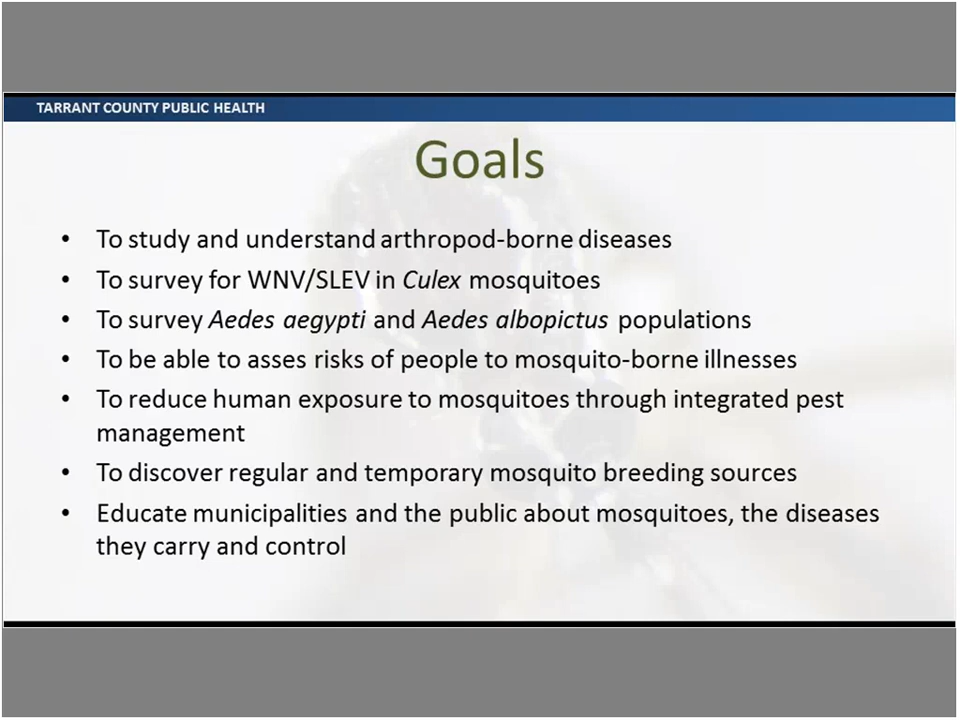 TARRANT COUNTY PUBLIC HEALTH
Goals
• To study and understand arthropod-borne diseases
• To survey for WNV/SLEV in Culex mosquitoes
• To survey Aedes aegypti and Aedes albopictus populations
• To be able to asses risks of people to mosquito-borne illnesses
• To reduce human exposure to mosquitoes through integrated pest
management
• To discover regular and temporary mosquito breeding sources
• Educate municipalities and the public about mosquitoes, the diseases
they carry and control